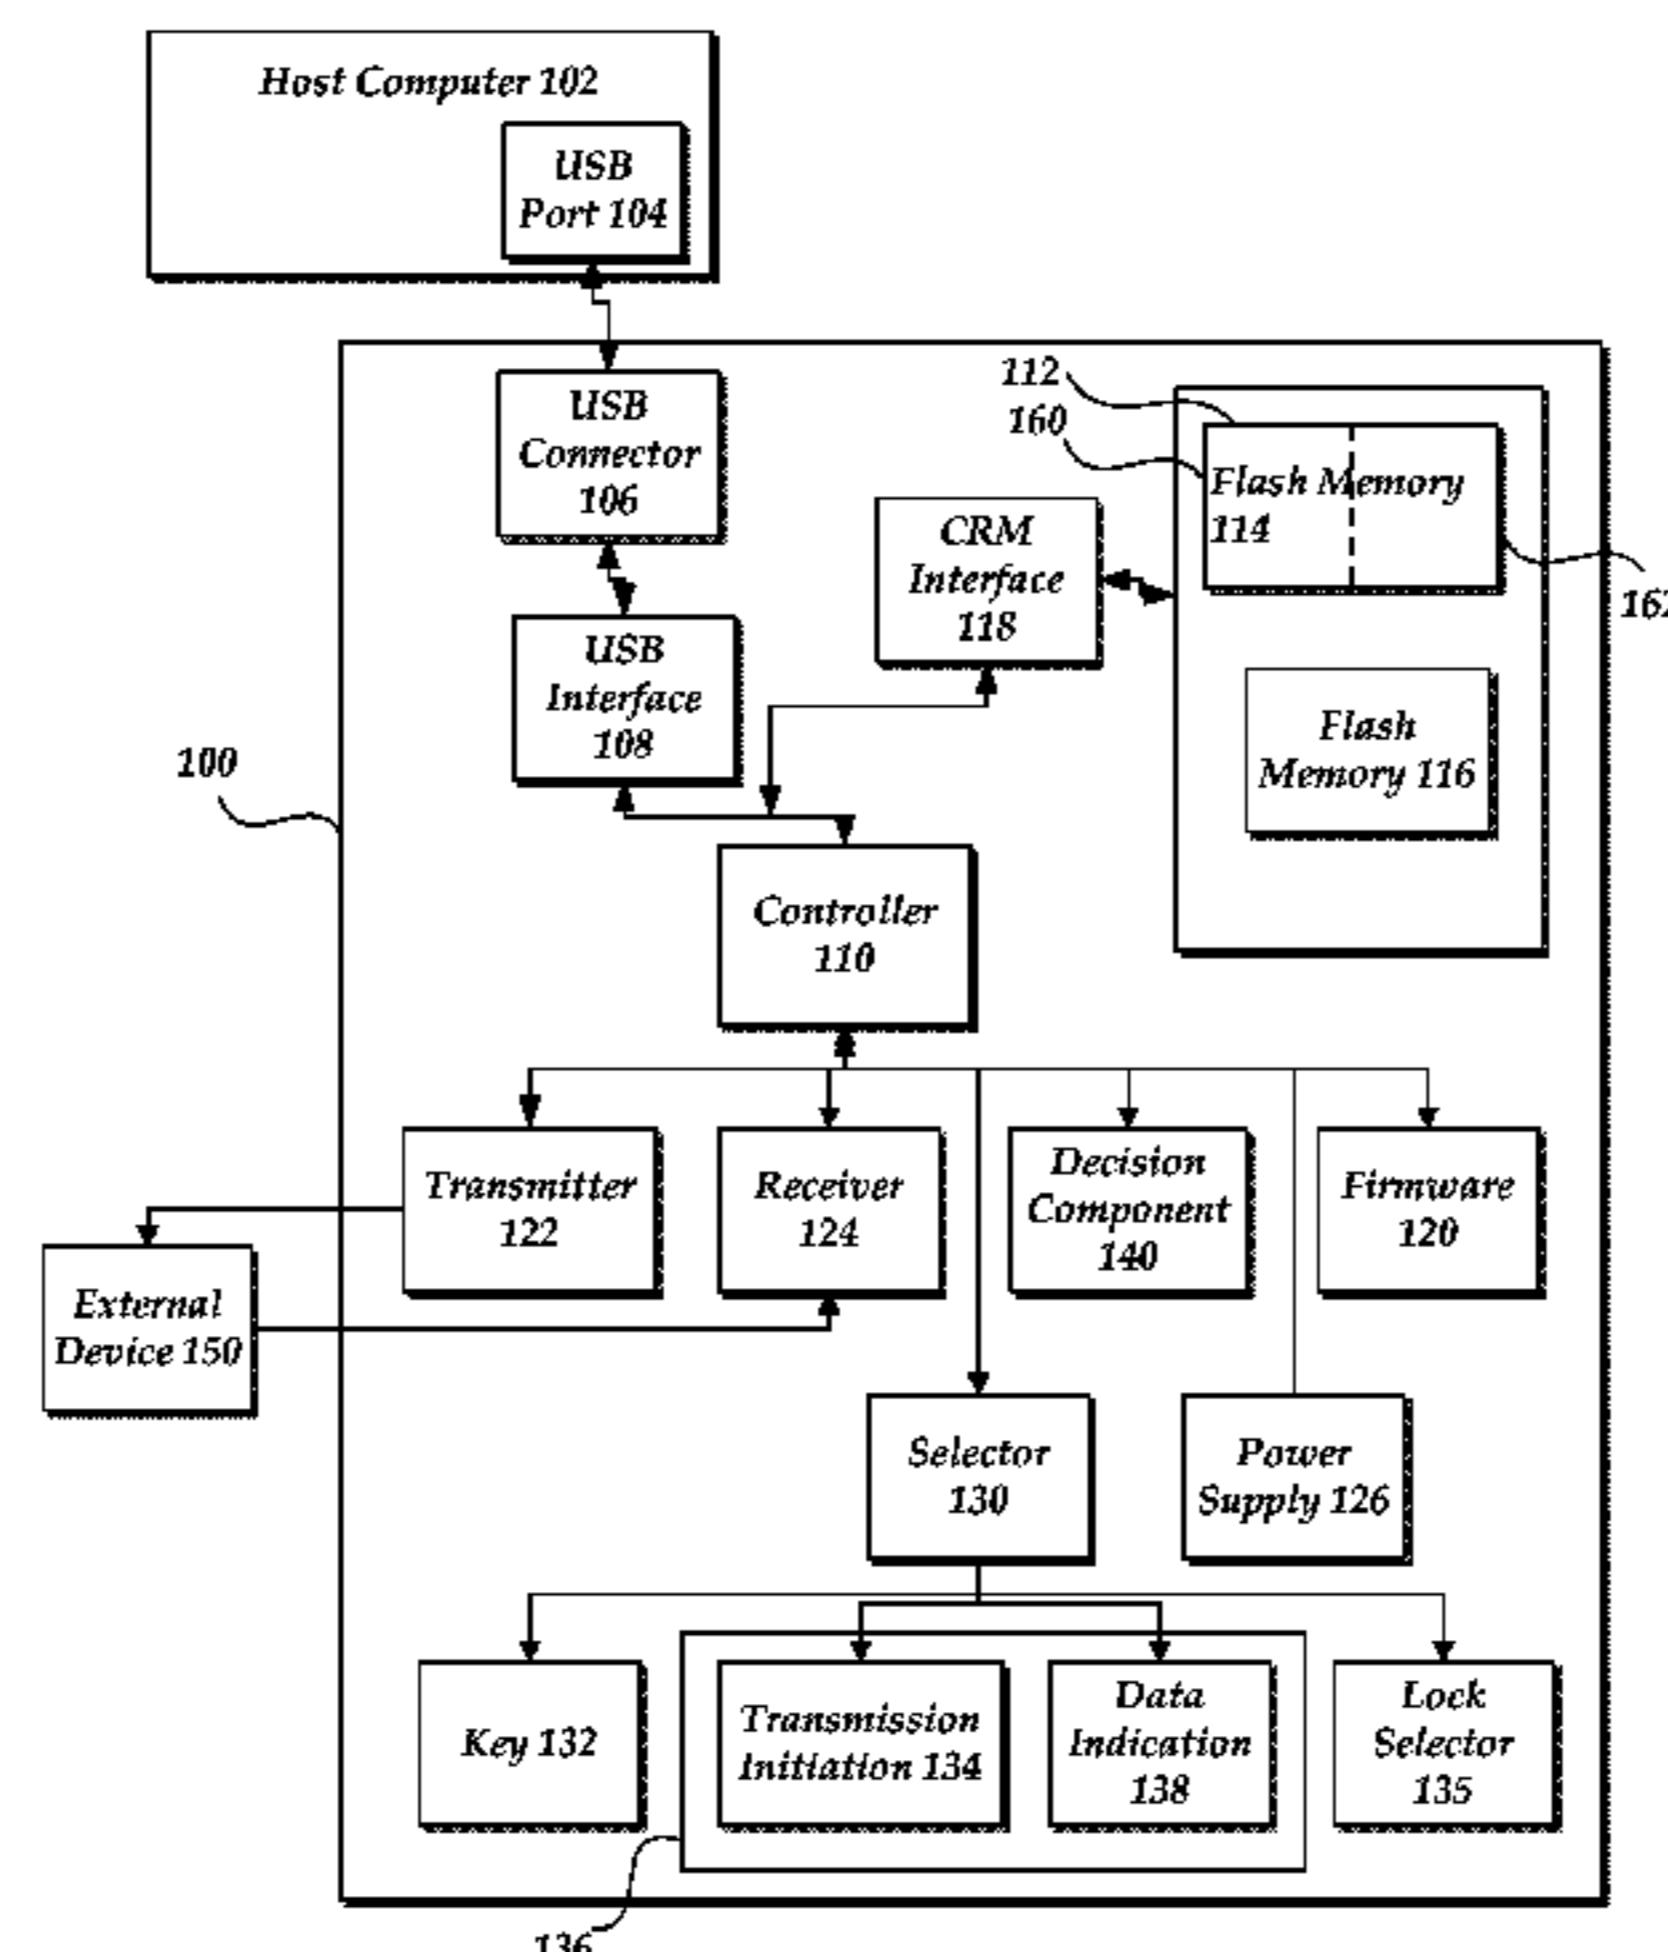 Host Computer 102
USB
Port 104
USB
Connector
106
112
160
Flash Memory
114
CRM
Interface
118
USB
Interface
108
Flash
Memory 116
100
Controller
110
Transmitter
122
Receiver
124
Decision
Component
140
Firmware
120
External
Device 150
Selector
130
Power
Supply 126
Key 132
Transmission
Initiation 134
Data
Indication
138
Lock
Selector
135
136